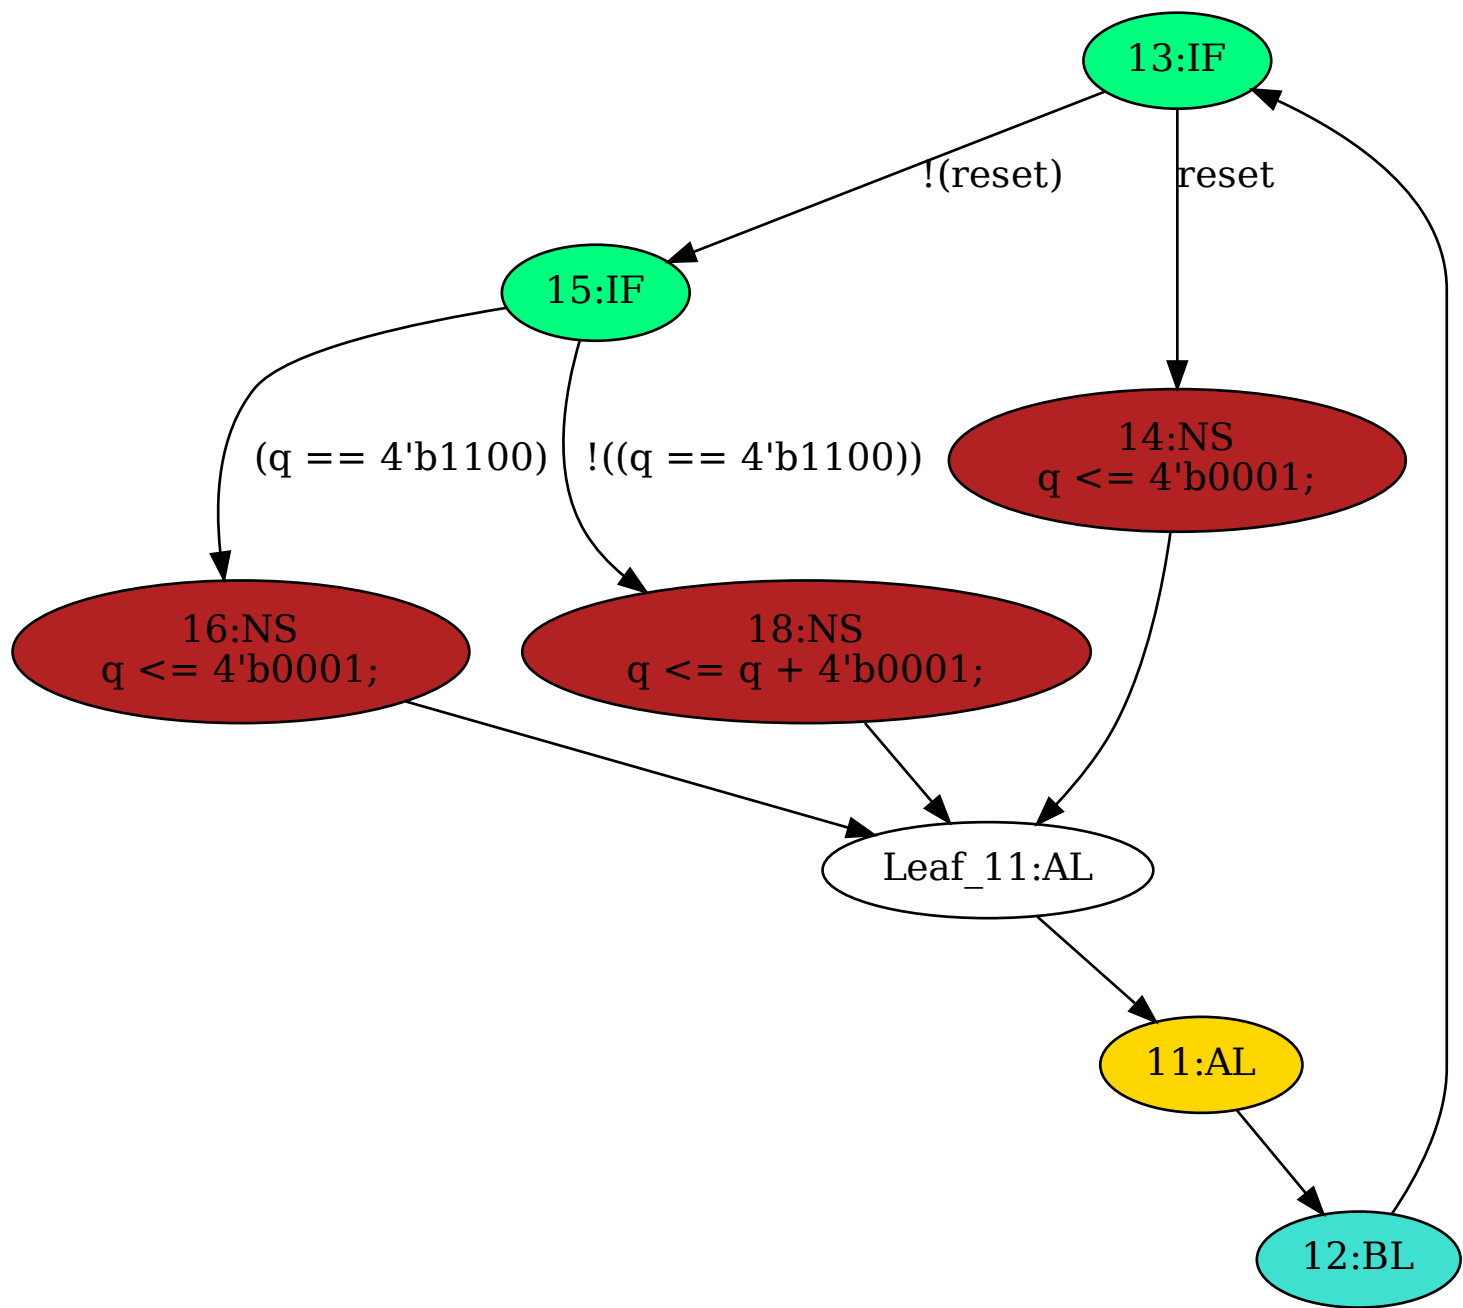 13:IF
!(reset)
reset
15:IF
14:NS
q <= 4'b0001;
(q == 4'b1100)
!((q == 4'b1100))
16:NS
q <= 4'b0001;
18:NS
q <= q + 4'b0001;
Leaf_11:AL
11:AL
12:BL